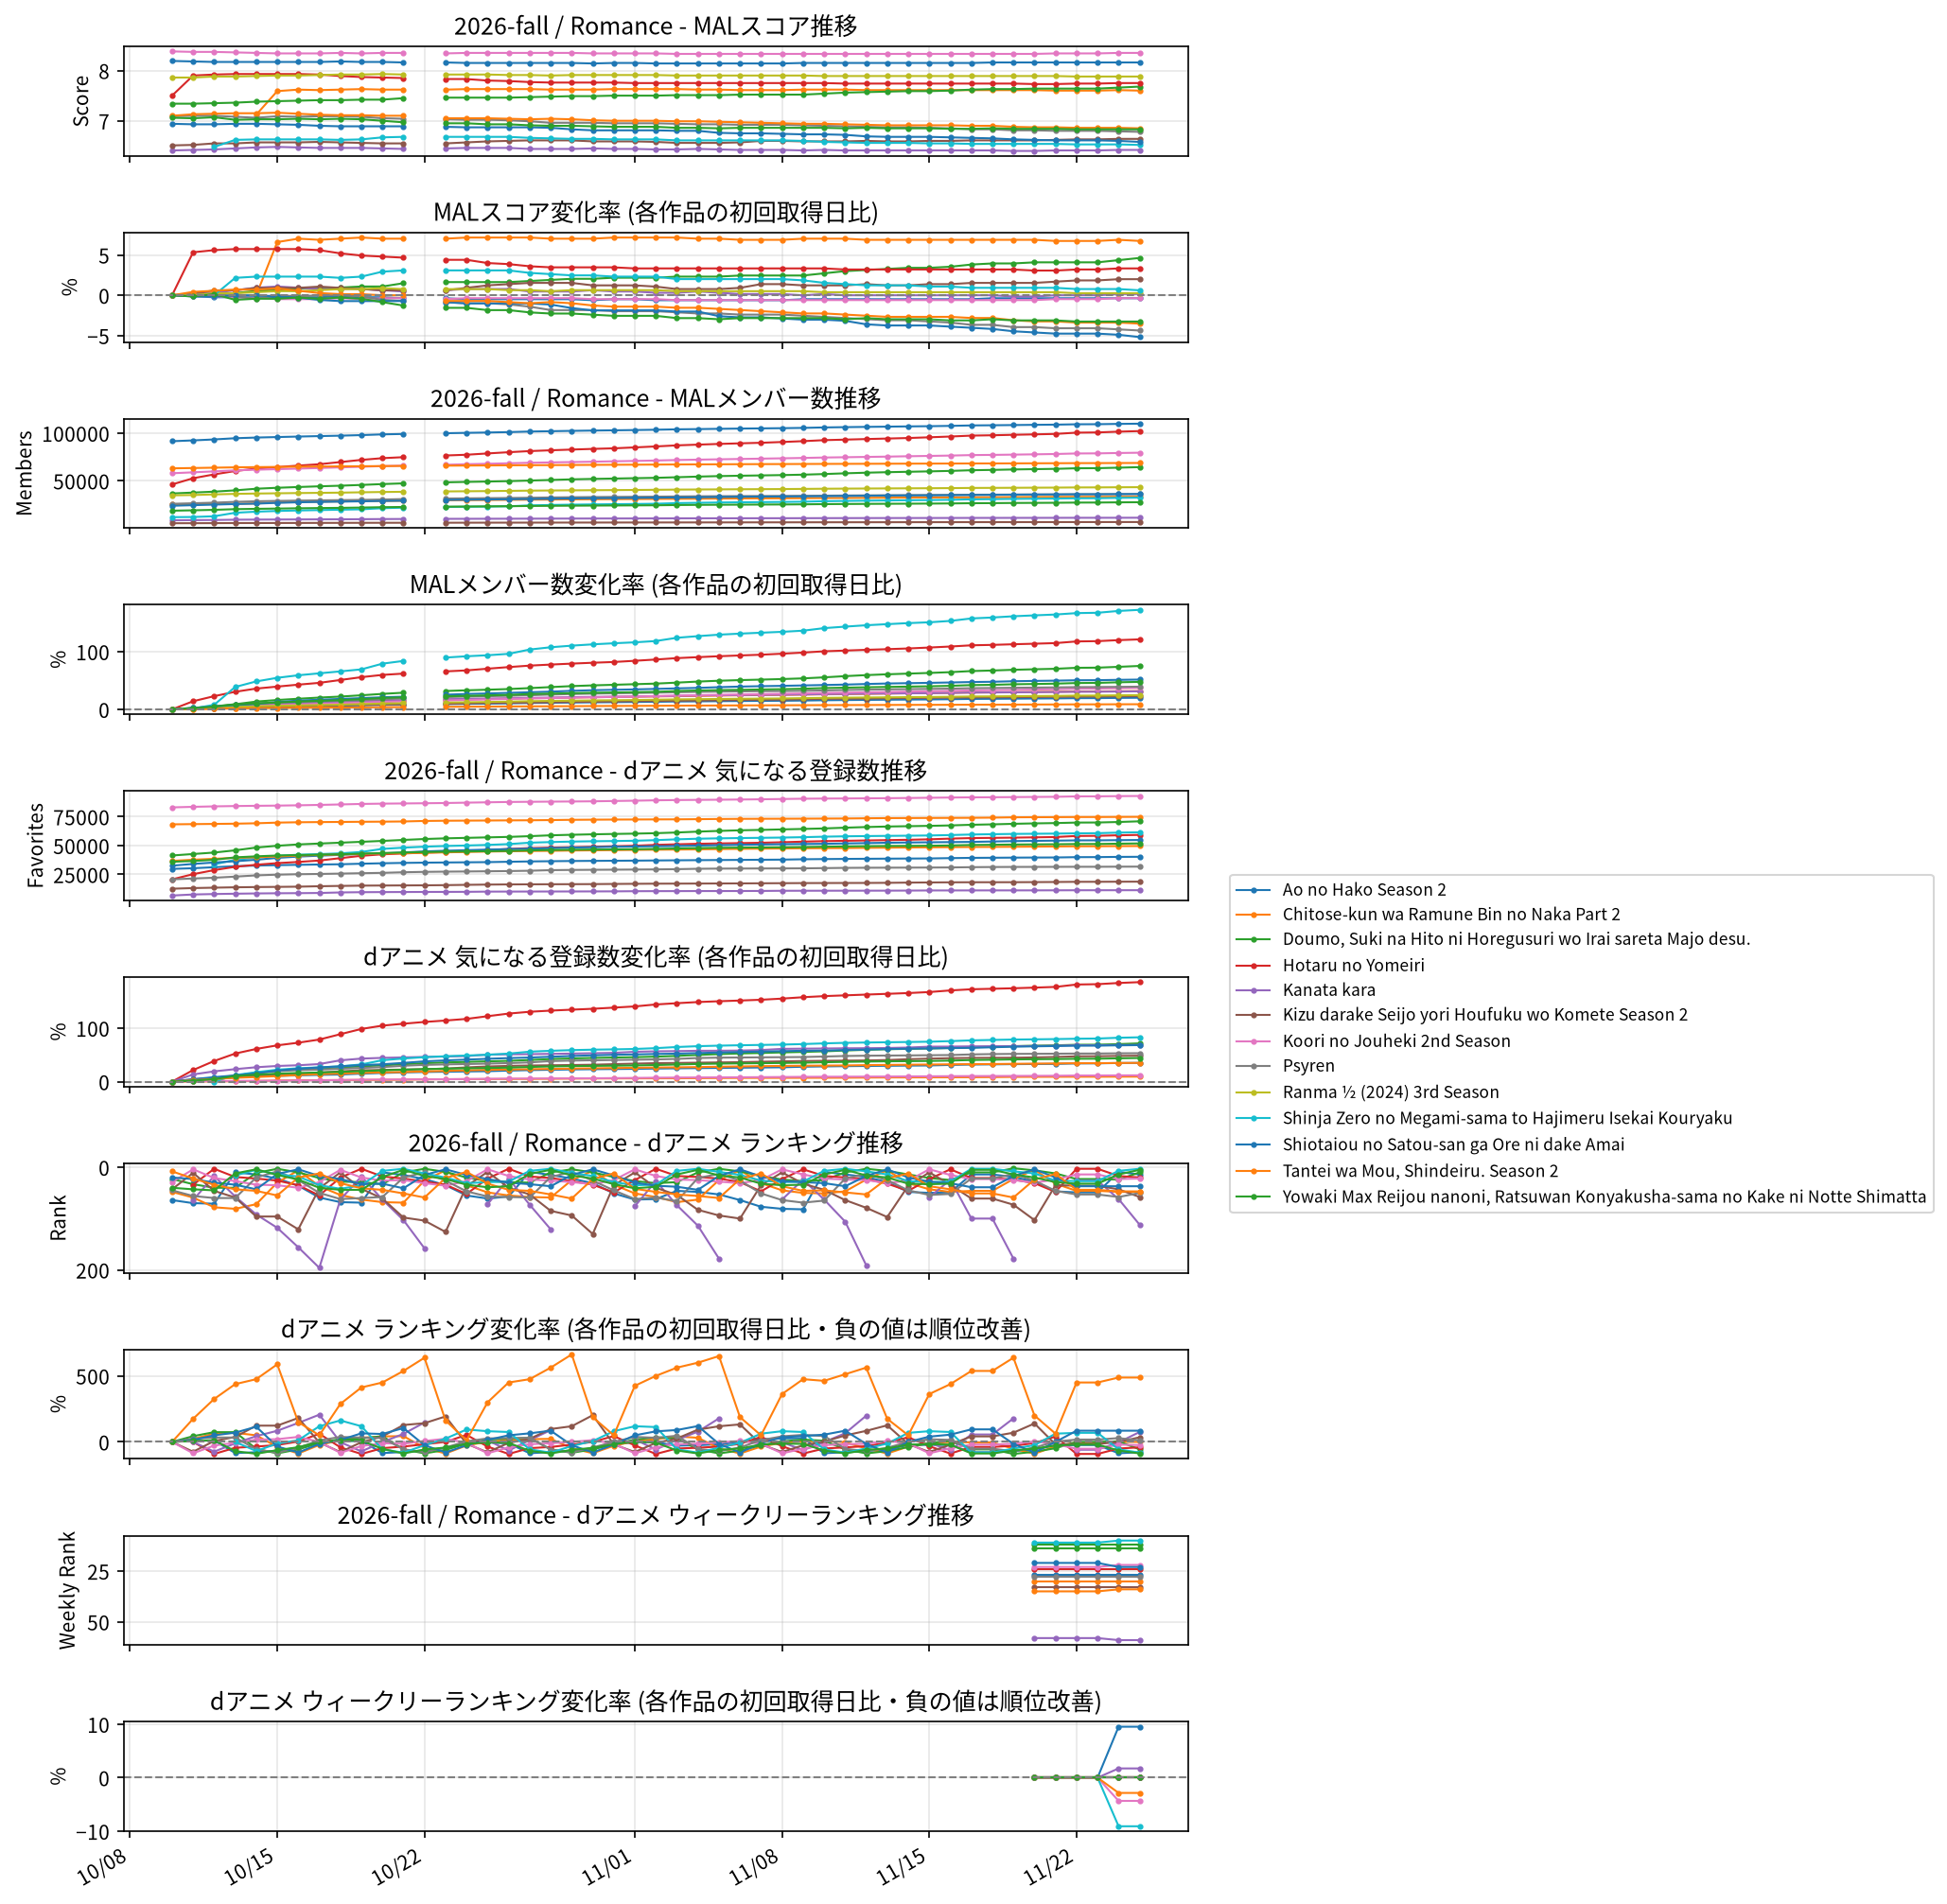 2026-fall / Romance - MALスコア推移
Score
8
7
MALスコア変化率 (各作品の初回取得日比)
%
5
0
−5
2026-fall / Romance - MALメンバー数推移
Members
100000
50000
MALメンバー数変化率 (各作品の初回取得日比)
%
100
0
2026-fall / Romance - dアニメ 気になる登録数推移
Favorites
75000
50000
25000
dアニメ 気になる登録数変化率 (各作品の初回取得日比)
%
100
0
Ao no Hako Season 2
Chitose-kun wa Ramune Bin no Naka Part 2
Doumo, Suki na Hito ni Horegusuri wo Irai sareta Majo desu.
Hotaru no Yomeiri
Kanata kara
Kizu darake Seijo yori Houfuku wo Komete Season 2
Koori no Jouheki 2nd Season
Psyren
Ranma ½ (2024) 3rd Season
Shinja Zero no Megami-sama to Hajimeru Isekai Kouryaku
Shiotaiou no Satou-san ga Ore ni dake Amai
Tantei wa Mou, Shindeiru. Season 2
Yowaki Max Reijou nanoni, Ratsuwan Konyakusha-sama no Kake ni Notte Shimatta
2026-fall / Romance - dアニメ ランキング推移
Rank
0
200
dアニメ ランキング変化率 (各作品の初回取得日比・負の値は順位改善)
%
500
0
2026-fall / Romance - dアニメ ウィークリーランキング推移
Weekly Rank
25
50
dアニメ ウィークリーランキング変化率 (各作品の初回取得日比・負の値は順位改善)
%
10
0
−10
10/08
10/15
10/22
11/01
11/08
11/15
11/22